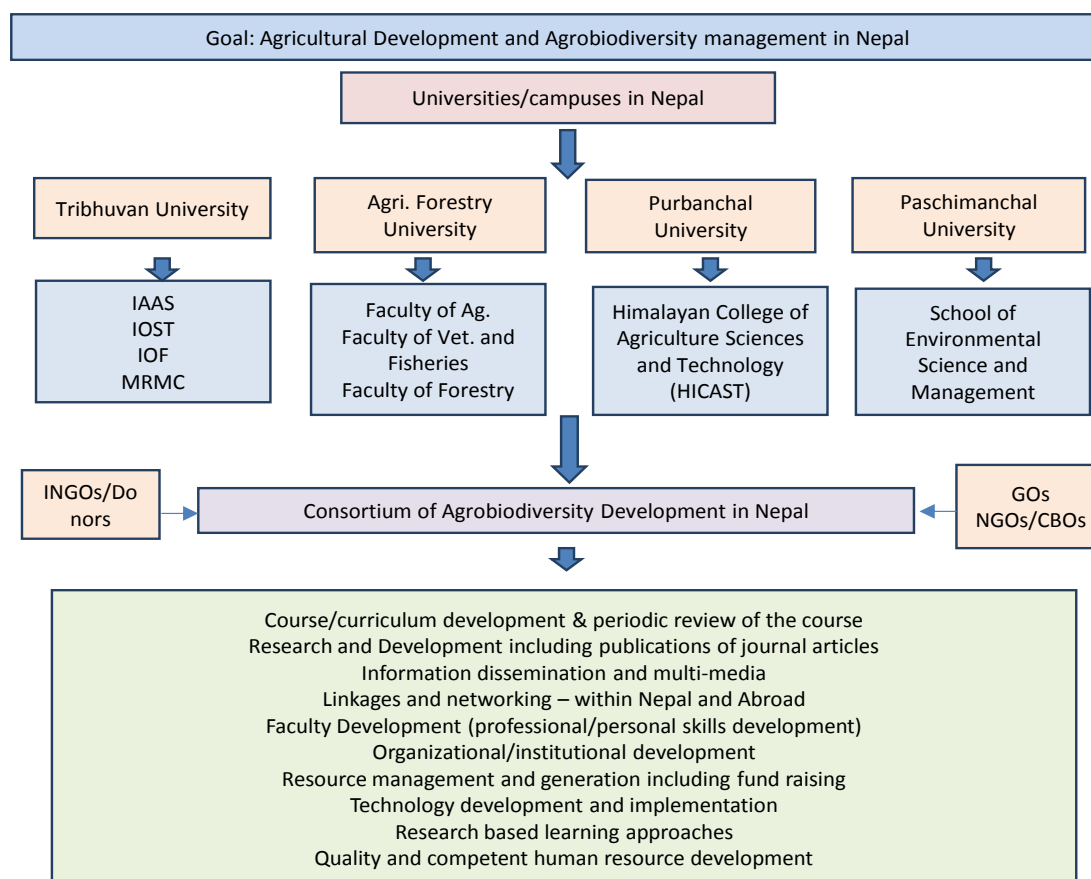 Goal: Agricultural Development and Agrobiodiversity management in Nepal
Universities/campuses in Nepal
Tribhuvan University
Agri. Forestry
University
Purbanchal
University
Paschimanchal
University
IAAS
IOST
IOF
MRMC
Faculty of Ag.
Faculty of Vet. and
Fisheries
Faculty of Forestry
Himalayan College of
Agriculture Sciences
and Technology
(HICAST)
School of
Environmental
Science and
Management
INGOs/Do
nors
Consortium of Agrobiodiversity Development in Nepal
GOs
NGOs/CBOs
Course/curriculum development & periodic review of the course
Research and Development including publications of journal articles
Information dissemination and multi-media
Linkages and networking – within Nepal and Abroad
Faculty Development (professional/personal skills development)
Organizational/institutional development
Resource management and generation including fund raising
Technology development and implementation
Research based learning approaches
Quality and competent human resource development